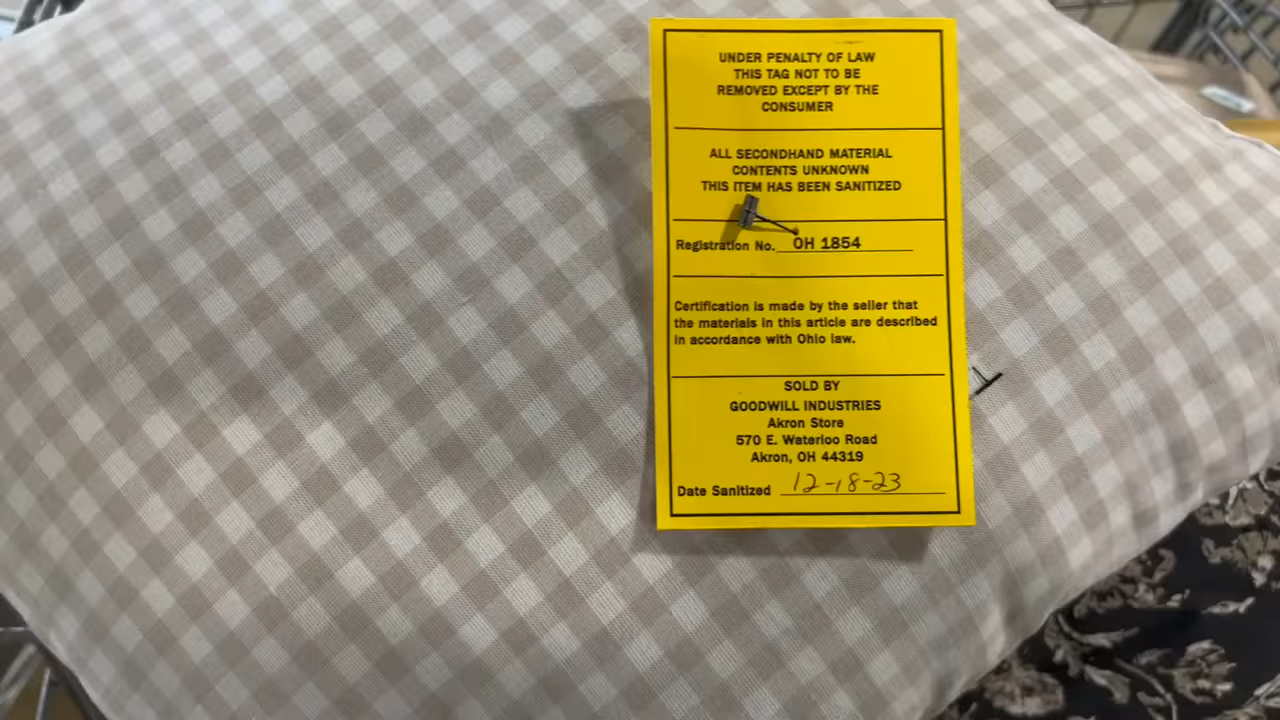 UNDER PENALTY OF LAW
THIS TAG NOT TO BE
REMOVED EXCEPT BY THE
CONSUMER
ALL SECONDHAND MATERIAL
CONTENTS UNKNOWN
THIS ITEM HAS BEEN SANITIZED
Registration No. OH 1854
Certification is made by the seller that
the materials in this article are described
in accordance with Ohio law.
SOLD BY
GOODWILL INDUSTRIES
Akron Store
570 E. Waterloo Road
Akron, OH 44319
Date Sanitized 12-18-23